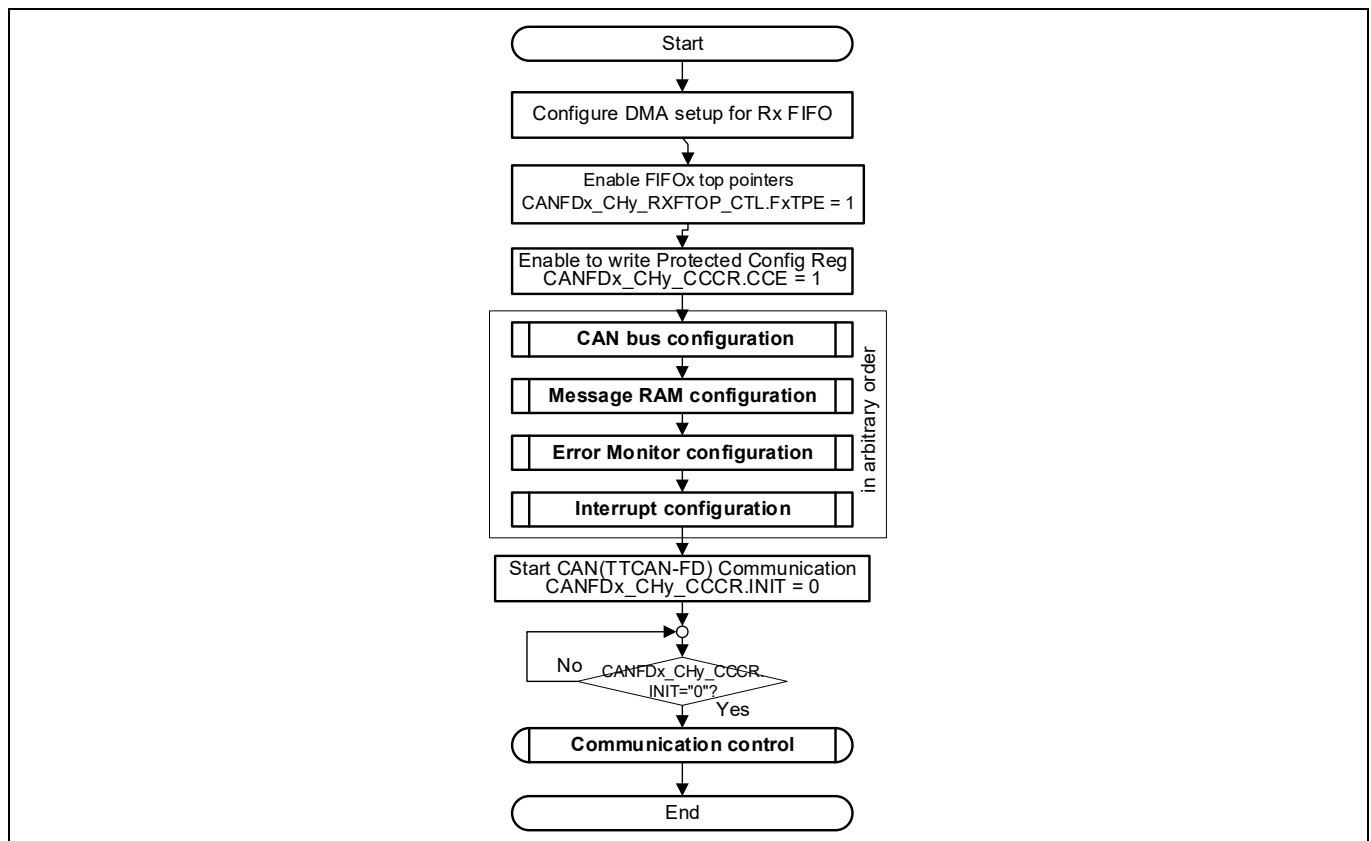 Start
Configure DMA setup for Rx FIFO
Enable FIFOx top pointers
CANFDx_CHy_RXFTOP_CTL.FxTPE = 1
Enable to write Protected Config Reg
CANFDx_CHy_CCCR.CCE = 1
CAN bus configuration
Message RAM configuration
Error Monitor configuration
Interrupt configuration
in arbitrary order
Start CAN(TTCAN-FD) Communication
CANFDx_CHy_CCCR.INIT = 0
No
CANFDx_CHy_CCCR.
INIT="0"?
Yes
Communication control
End